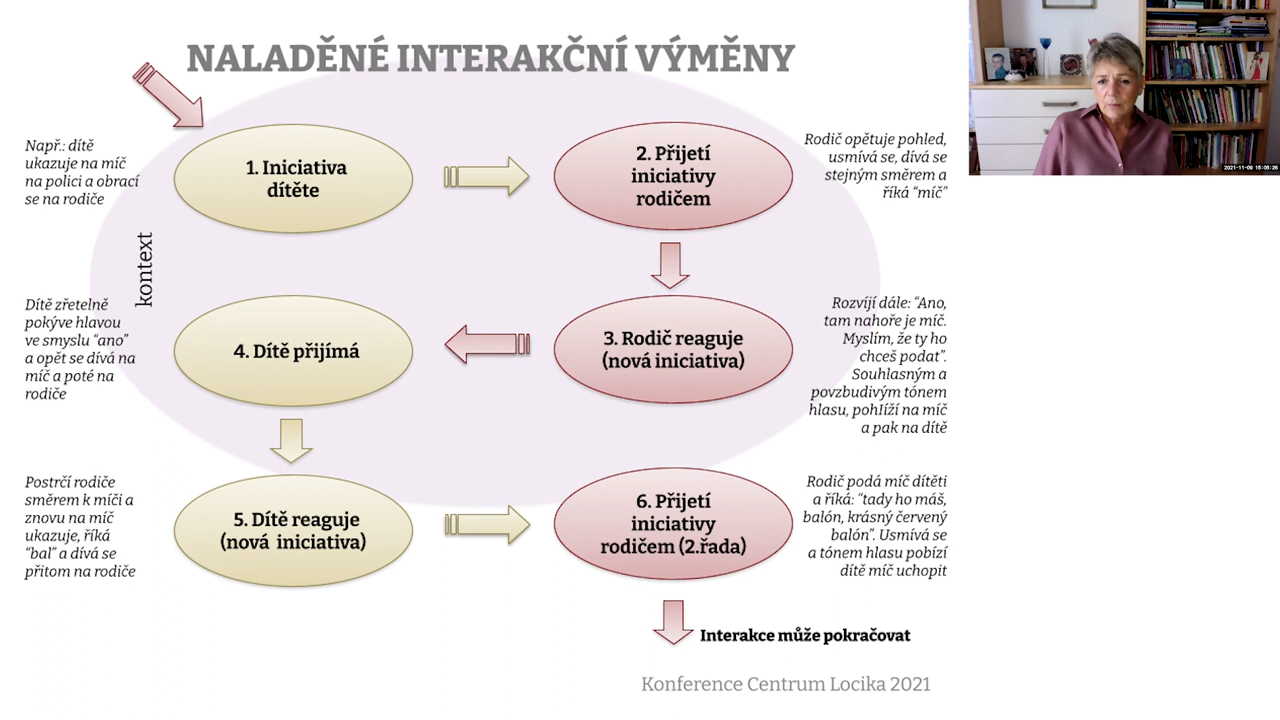 NALADĚNÉ INTERAKČNÍ VÝMĚNY
Např.: dítě
ukazuje na míč
na polici a obrací
se na rodiče
1. Iniciativa
dítěte
2. Přijetí
iniciativy
rodičem
Rodič opětuje pohled,
usmívá se, dívá se
stejným směrem a
říká “míč”
kontext
Dítě zřetelně
pokýve hlavou
ve smyslu “ano”
a opět se dívá na
míč a poté na
rodiče
4. Dítě přijímá
3. Rodič reaguje
(nová iniciativa)
Rozvíjí dále: “Ano,
tam nahoře je míč.
Myslím, že ty ho
chceš podat”.
Souhlasným a
povzbudivým tónem
hlasu, pohlíží na míč
a pak na dítě
Postrčí rodiče
směrem k míči a
znovu na míč
ukazuje, říká
“bal” a dívá se
přitom na rodiče
5. Dítě reaguje
(nová iniciativa)
6. Přijetí
iniciativy
rodičem (2.řada)
Rodič podá míč dítěti
a říká: “tady ho máš,
balón, krásný červený
balón”. Usmívá se
a tónem hlasu pobízí
dítě míč uchopit
Interakce může pokračovat
Konference Centrum Locika 2021